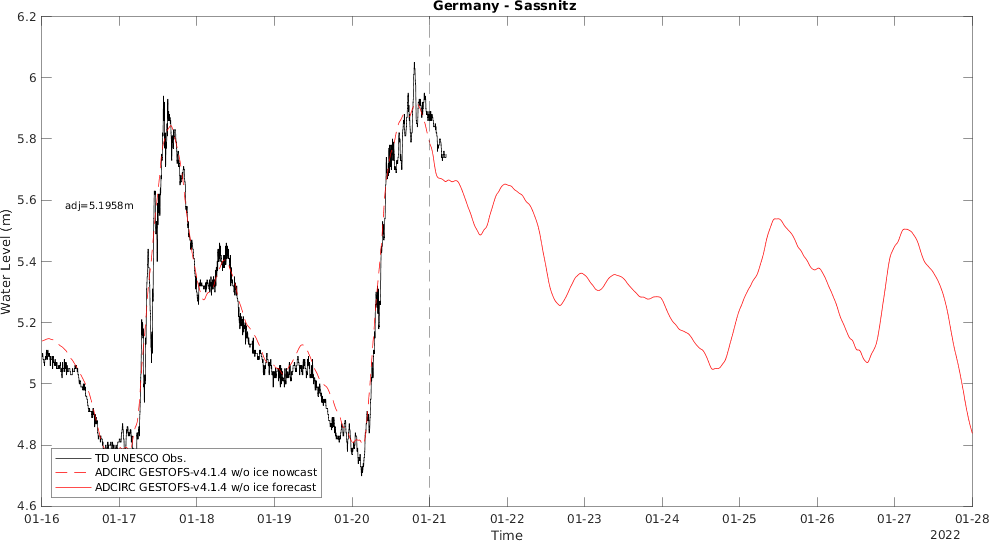 Germany - Sassnitz
6.2
6
5.8
5.6
5.4
5.2
5
4.8
4.6
Water Level (m)
adj=5.1958m
TD UNESCO Obs.
ADCIRC GESTOFS-v4.1.4 w/o ice nowcast
ADCIRC GESTOFS-v4.1.4 w/o ice forecast
01-16 01-17 01-18 01-19 01-20 01-21 01-22 01-23 01-24 01-25 01-26 01-27 01-28
Time
2022